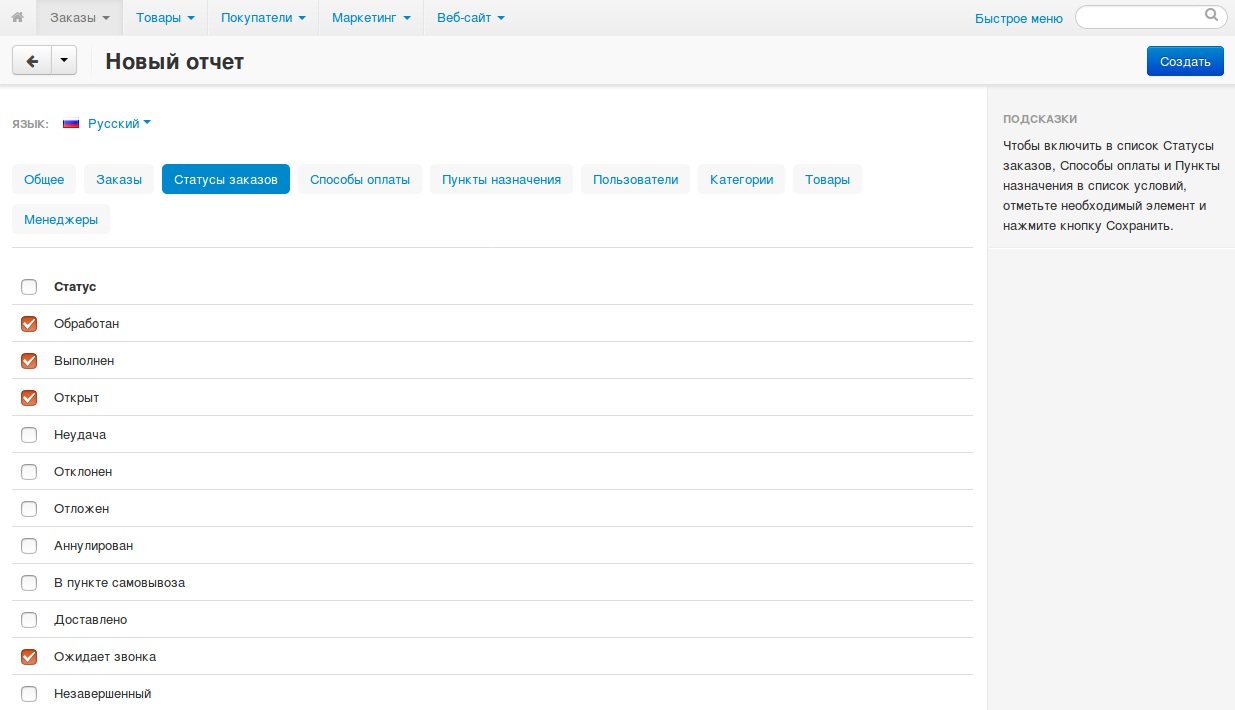 Заказы Товары Покупатели Маркетинг Веб-сайт Быстрое меню
Новый отчет Создать
ЯЗЫК: Русский
Общее Заказы Статусы заказов Способы оплаты Пункты назначения Пользователи Категории Товары
Менеджеры
Статус
Обработан
Выполнен
Открыт
Неудача
Отклонен
Отложен
Аннулирован
В пункте самовывоза
Доставлено
Ожидает звонка
Незавершенный
ПОДСКАЗКИ
Чтобы включить в список Статусы
заказов, Способы оплаты и Пункты
назначения в список условий,
отметьте необходимый элемент и
нажмите кнопку Сохранить.